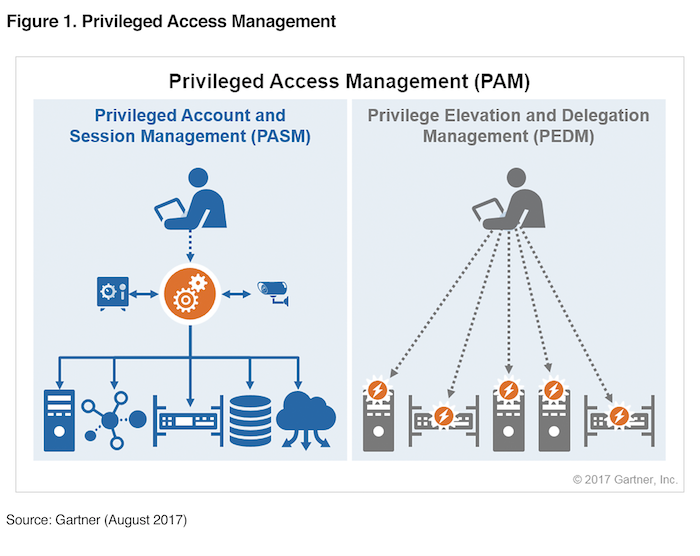 Figure 1. Privileged Access Management
Privileged Access Management (PAM)
Privileged Account and
Session Management (PASM)
Privilege Elevation and Delegation
Management (PEDM)
© 2017 Gartner, Inc.
Source: Gartner (August 2017)